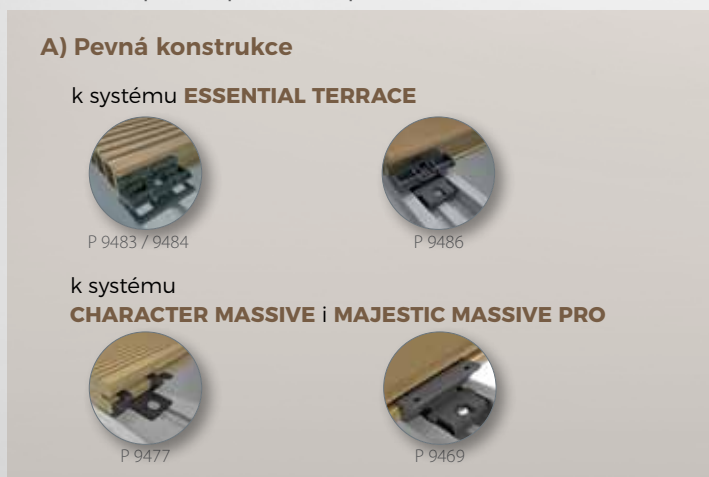 A) Pevná konstrukce
k systému ESSENTIAL TERRACE
P 9483 / 9484
P 9486
k systému
CHARACTER MASSIVE i MAJESTIC MASSIVE PRO
P 9477
P 9469